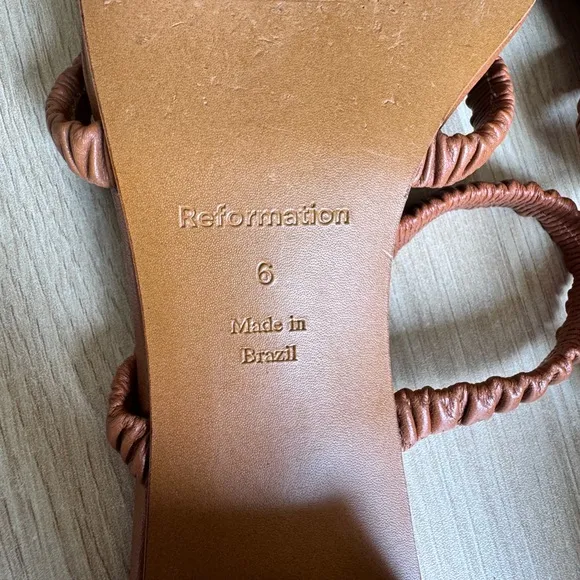 Reformation
6
Made in
Brazil